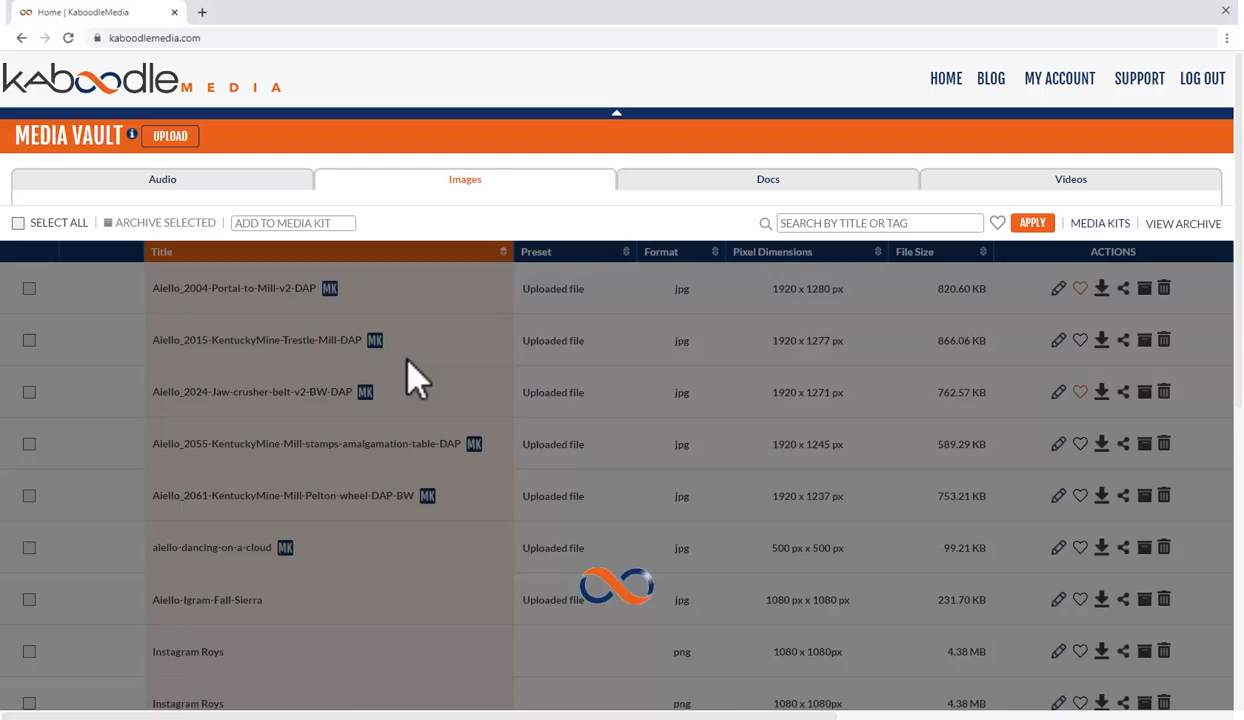 Home | KaboodleMedia
kaboodlemedia.com
kaboodle MEDIA
HOME BLOG MY ACCOUNT SUPPORT LOG OUT
MEDIA VAULT i UPLOAD
Audio Images Docs Videos
SELECT ALL | ARCHIVE SELECTED | ADD TO MEDIA KIT SEARCH BY TITLE OR TAG APPLY | MEDIA KITS | VIEW ARCHIVE
Title Preset Format Pixel Dimensions File Size ACTIONS
Aiello_2004-Portal-to-Mill-v2-DAP MK Uploaded file jpg 1920 x 1280 px 820.60 KB
Aiello_2015-KentuckyMine-Trestle-Mill-DAP MK Uploaded file jpg 1920 x 1277 px 866.06 KB
Aiello_2024-Jaw-crusher-belt-v2-BW-DAP MK Uploaded file jpg 1920 x 1271 px 762.57 KB
Aiello_2055-KentuckyMine-Mill-stamps-amalgamation-table-DAP MK Uploaded file jpg 1920 x 1245 px 589.29 KB
Aiello_2061-KentuckyMine-Mill-Pelton-wheel-DAP-BW MK Uploaded file jpg 1920 x 1237 px 753.21 KB
aiello-dancing-on-a-cloud MK Uploaded file jpg 500 px x 500 px 99.21 KB
Aiello-Igram-Fall-Sierra Uploaded file jpg 1080 px x 1080 px 231.70 KB
Instagram Roys png 1080 x 1080px 4.38 MB
Instagram Roys png 1080 x 1080px 4.38 MB